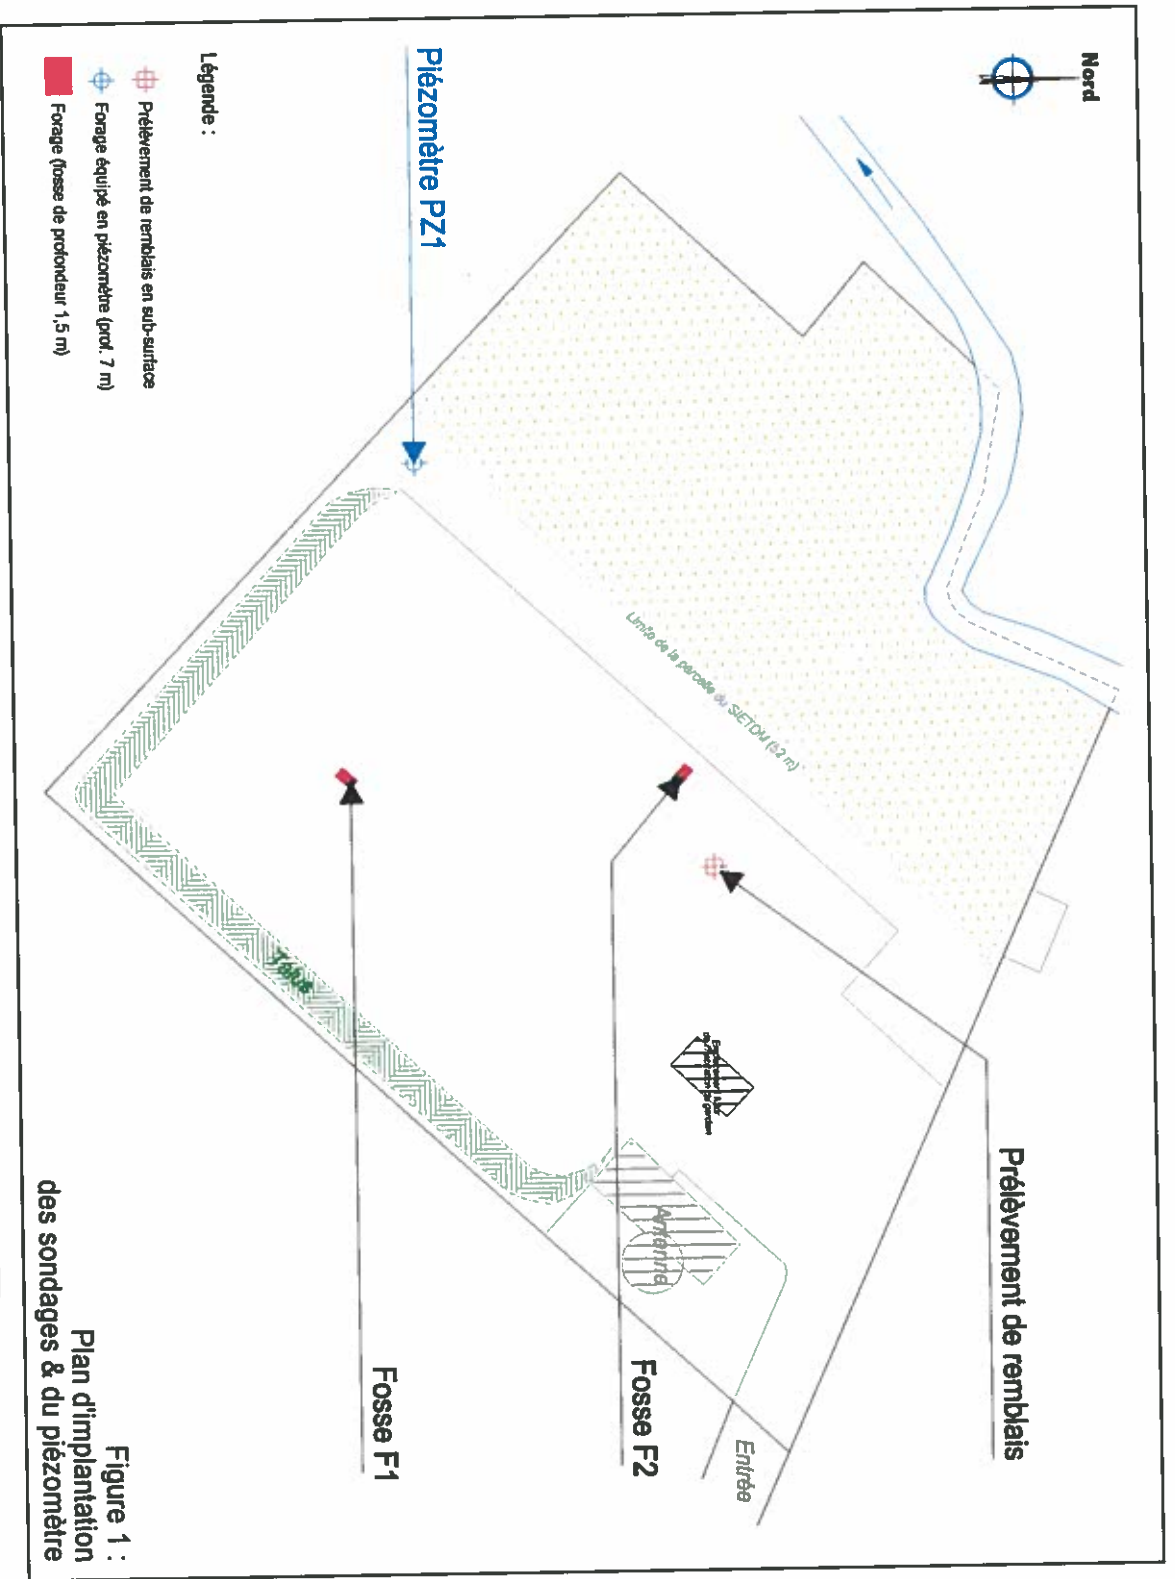 Nord
Prélèvement de remblais
Entrée
Limite de la parcelle du SIETOM (52 m)
Antenne
Fosse F2
Piézomètre PZ1
Talus
Fosse F1
Légende :
Prélèvement de remblais en sub-surface
Forage équipé en piézomètre (prof. 7 m)
Forage (fosse de profondeur 1,5 m)
Figure 1 :
Plan d'implantation
des sondages & du piézomètre